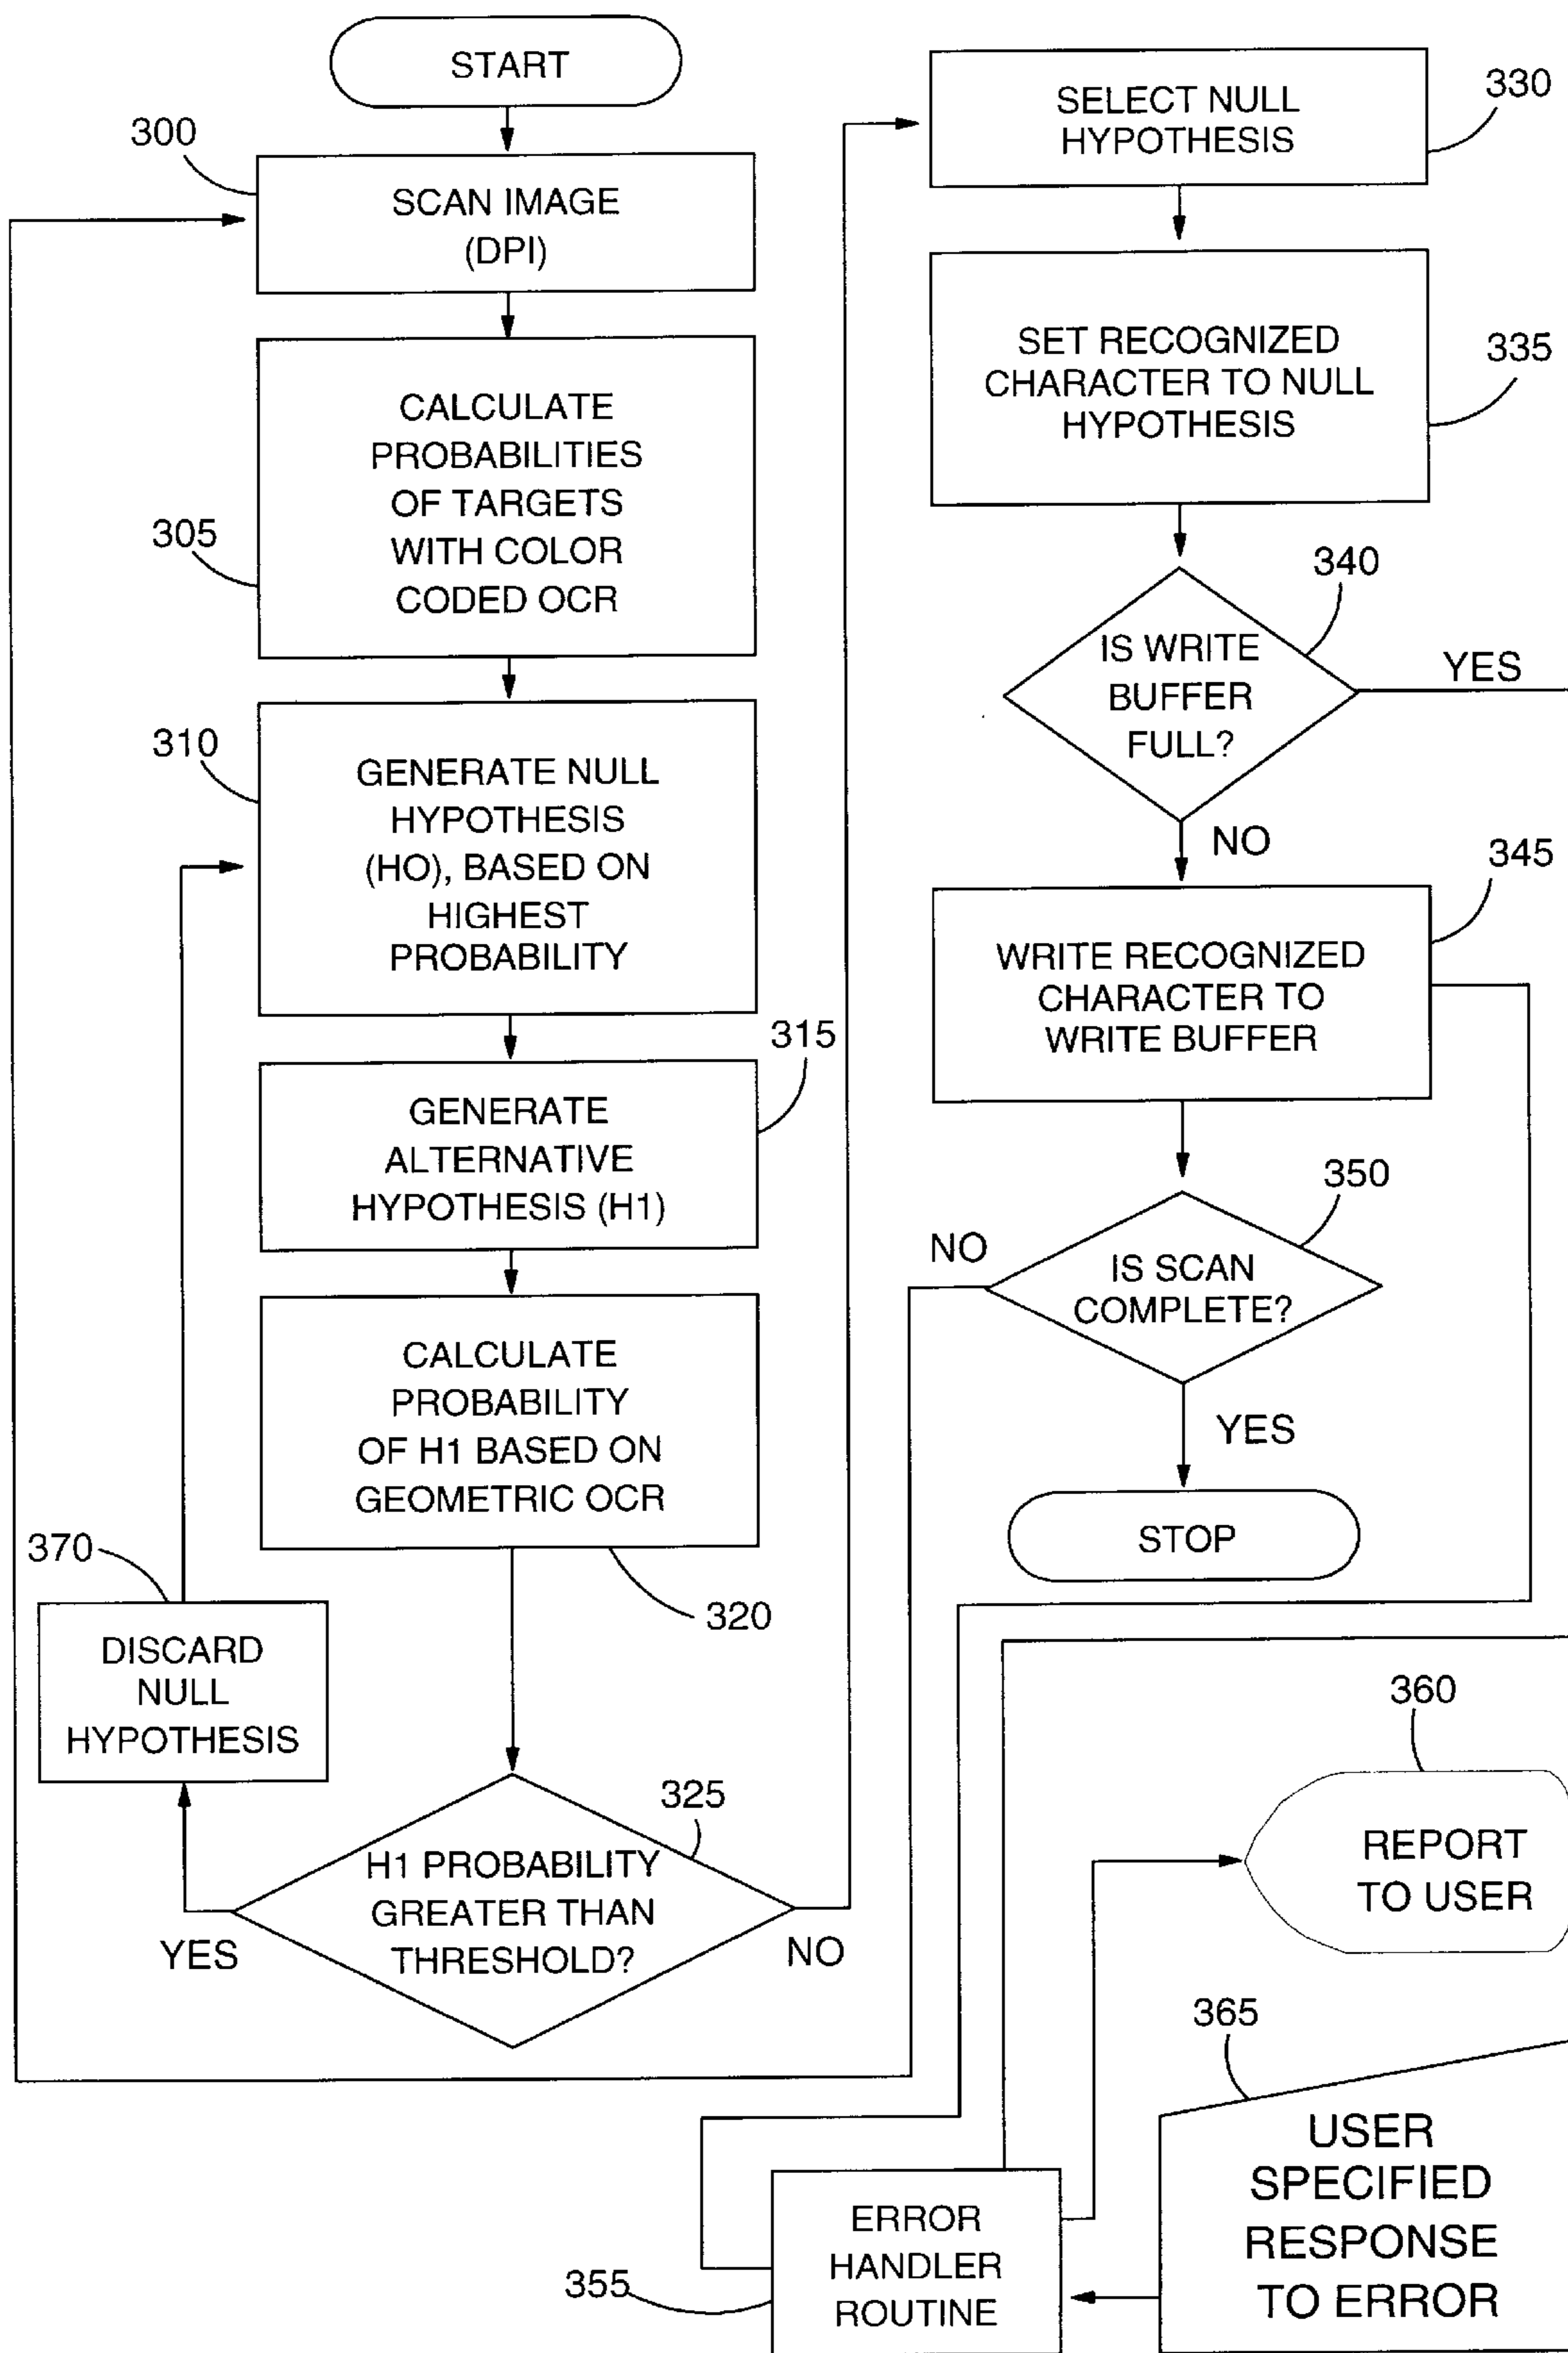 START
300
SCAN IMAGE
(DPI)
305
CALCULATE
PROBABILITIES
OF TARGETS
WITH COLOR
CODED OCR
310
GENERATE NULL
HYPOTHESIS
(HO), BASED ON
HIGHEST
PROBABILITY
315
GENERATE
ALTERNATIVE
HYPOTHESIS (H1)
CALCULATE
PROBABILITY
OF H1 BASED ON
GEOMETRIC OCR
320
370
DISCARD
NULL
HYPOTHESIS
325
H1 PROBABILITY
GREATER THAN
THRESHOLD?
YES
NO
330
SELECT NULL
HYPOTHESIS
335
SET RECOGNIZED
CHARACTER TO NULL
HYPOTHESIS
340
IS WRITE
BUFFER
FULL?
YES
NO
345
WRITE RECOGNIZED
CHARACTER TO
WRITE BUFFER
350
IS SCAN
COMPLETE?
NO
YES
STOP
360
REPORT
TO USER
365
USER
SPECIFIED
RESPONSE
TO ERROR
355
ERROR
HANDLER
ROUTINE